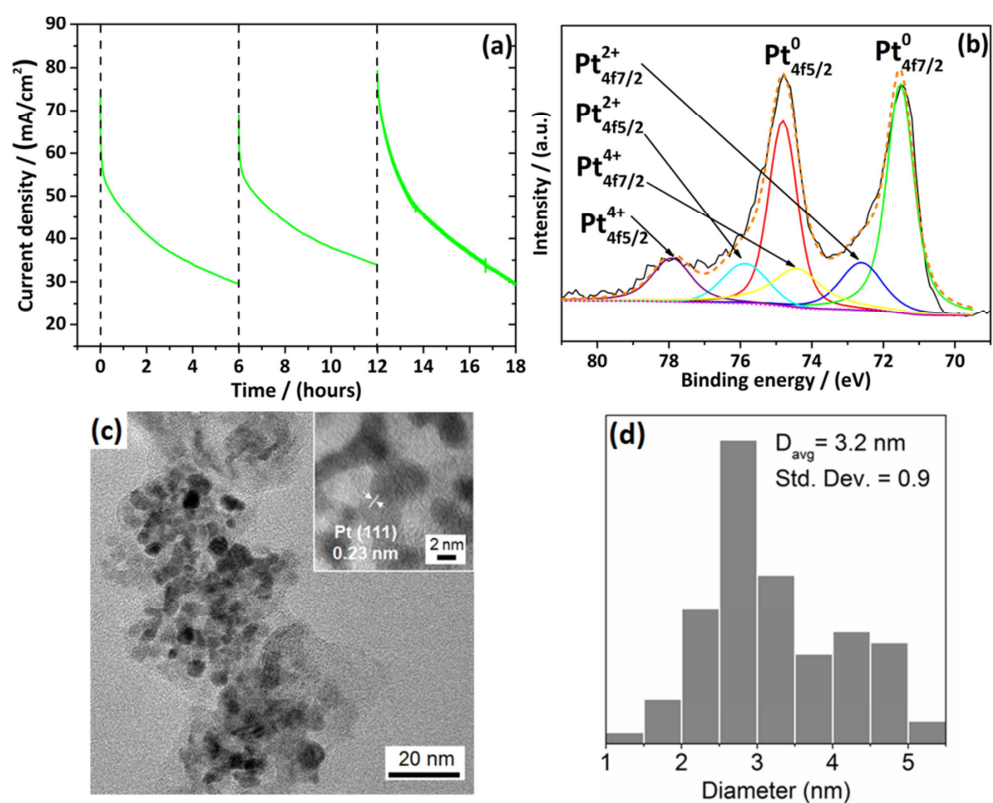 (a)
90
80
70
60
50
40
30
20
Current density / (mA/cm²)
0 2 4 6 8 10 12 14 16 18
Time / (hours)
(b)
Pt²⁺4f7/2
Pt²⁺4f5/2
Pt⁴⁺4f7/2
Pt⁴⁺4f5/2
Pt⁰4f5/2
Pt⁰4f7/2
Intensity / (a.u.)
80 78 76 74 72 70
Binding energy / (eV)
(c)
Pt (111)
0.23 nm
2 nm
20 nm
(d)
Davg= 3.2 nm
Std. Dev. = 0.9
1 2 3 4 5
Diameter (nm)